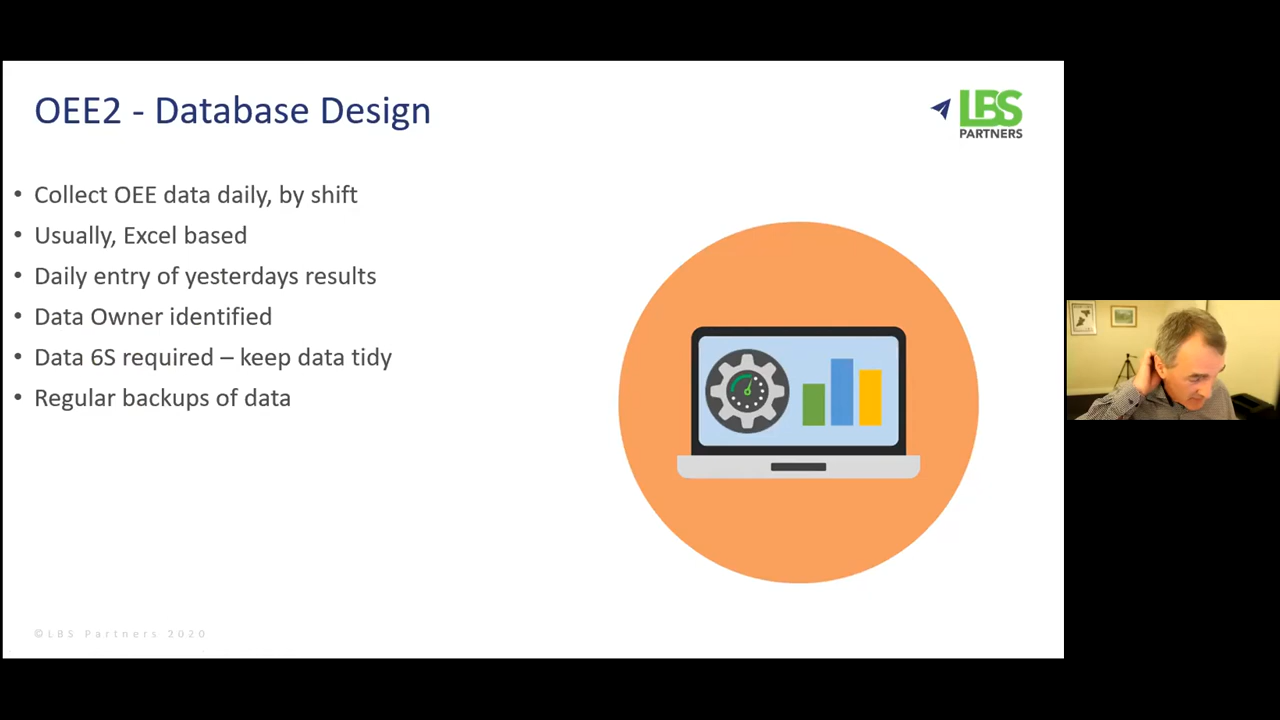 OEE2 - Database Design
LBS
PARTNERS
• Collect OEE data daily, by shift
• Usually, Excel based
• Daily entry of yesterdays results
• Data Owner identified
• Data 6S required – keep data tidy
• Regular backups of data
©LBS Partners 2020